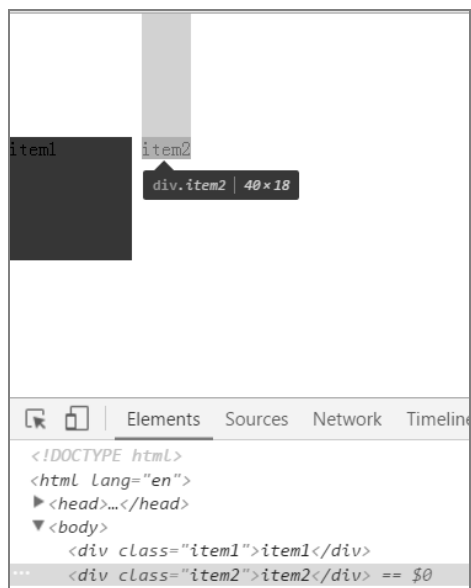 item1 item2
div.item2 | 40×18
Elements Sources Network Timeline
<!DOCTYPE html>
<html lang="en">
▶<head>…</head>
▼<body>
<div class="item1">item1</div>
<div class="item2">item2</div> == $0